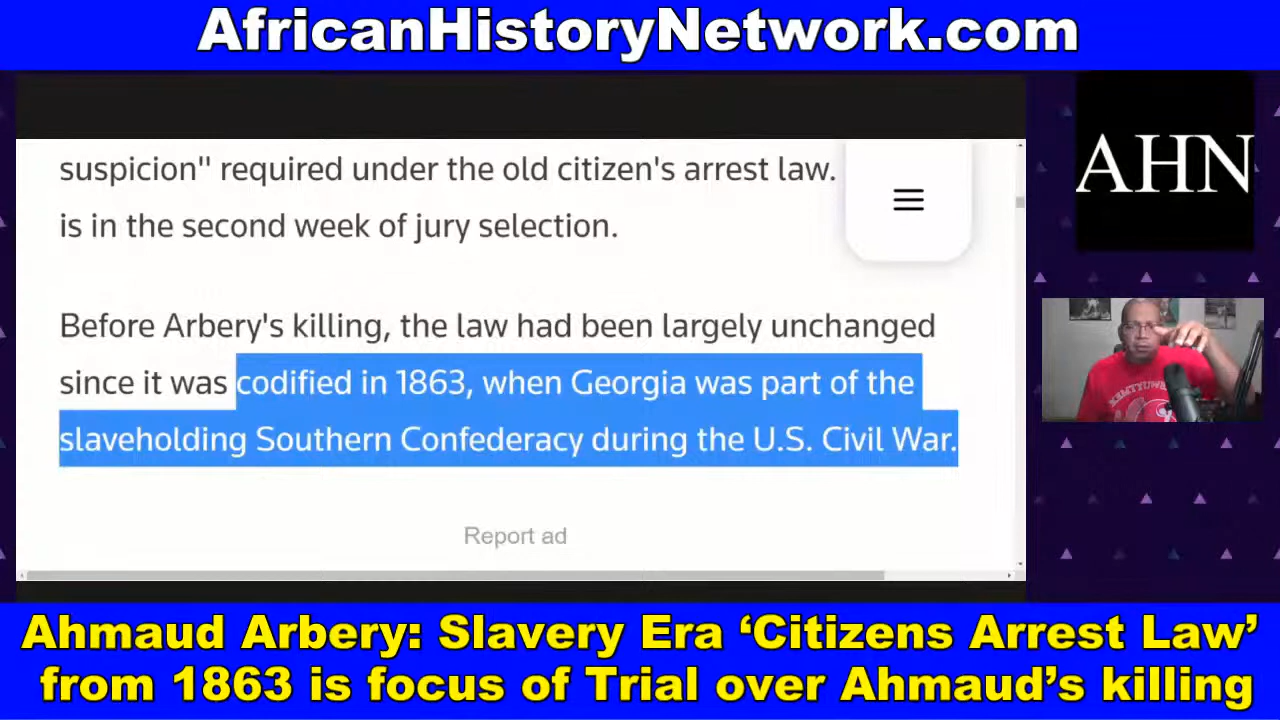 AfricanHistoryNetwork.com
suspicion" required under the old citizen's arrest law.
is in the second week of jury selection.
AHN
Before Arbery's killing, the law had been largely unchanged
since it was codified in 1863, when Georgia was part of the
slaveholding Southern Confederacy during the U.S. Civil War.
Report ad
Ahmaud Arbery: Slavery Era ‘Citizens Arrest Law’
from 1863 is focus of Trial over Ahmaud’s killing